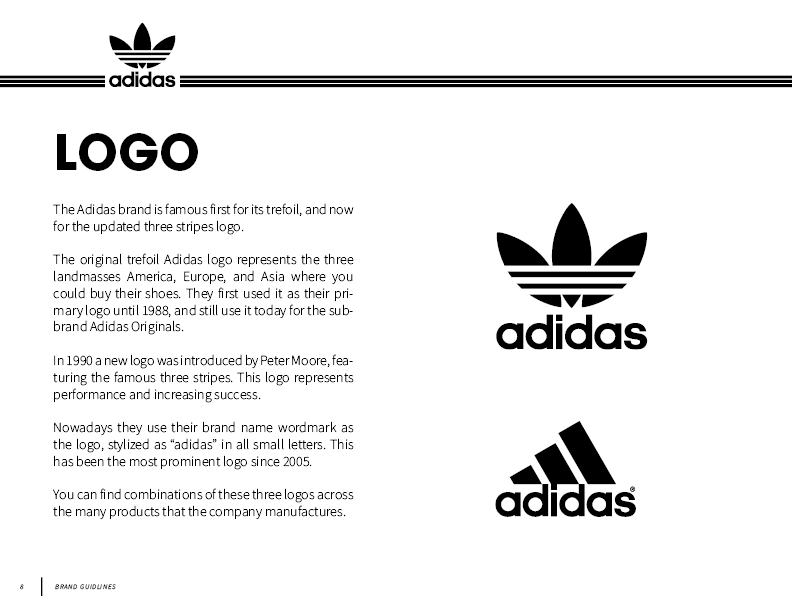 adidas
LOGO
The Adidas brand is famous first for its trefoil, and now
for the updated three stripes logo.
The original trefoil Adidas logo represents the three
landmasses America, Europe, and Asia where you
could buy their shoes. They first used it as their pri-
mary logo until 1988, and still use it today for the sub-
brand Adidas Originals.
In 1990 a new logo was introduced by Peter Moore, fea-
turing the famous three stripes. This logo represents
performance and increasing success.
Nowadays they use their brand name wordmark as
the logo, stylized as “adidas” in all small letters. This
has been the most prominent logo since 2005.
You can find combinations of these three logos across
the many products that the company manufactures.
adidas
adidas®
8 BRAND GUIDLINES